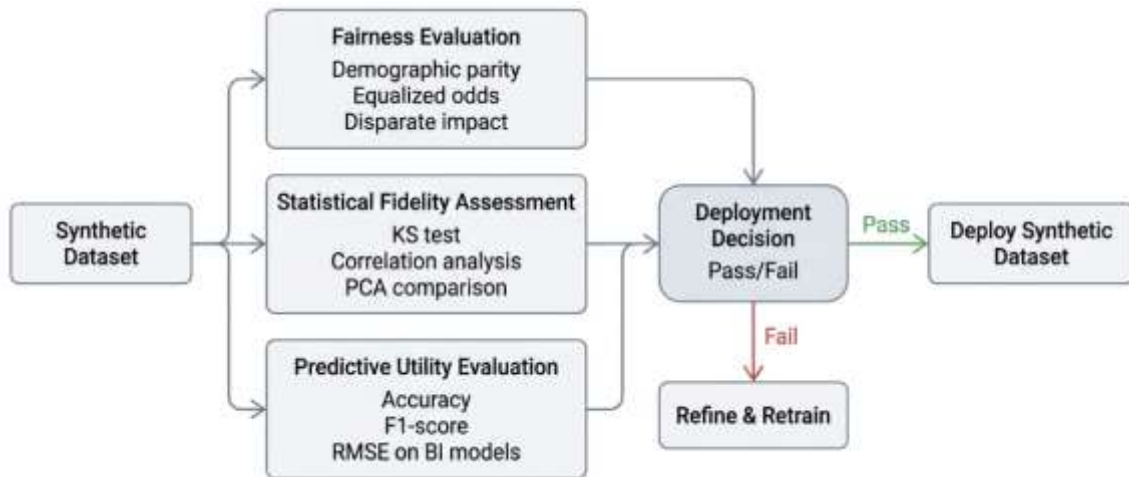 Fairness Evaluation
Demographic parity
Equalized odds
Disparate impact
Synthetic
Dataset
Statistical Fidelity Assessment
KS test
Correlation analysis
PCA comparison
Predictive Utility Evaluation
Accuracy
F1-score
RMSE on BI models
Deployment
Decision
Pass/Fail
Pass
Deploy Synthetic
Dataset
Fail
Refine & Retrain